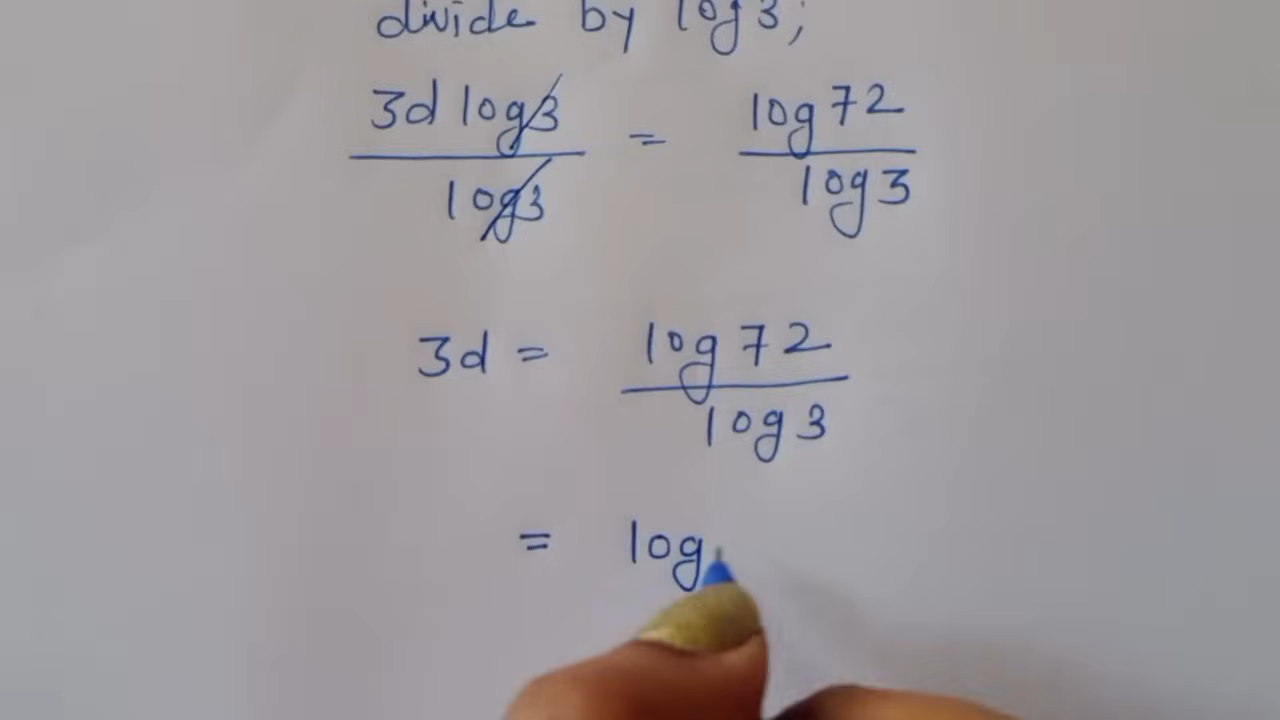 divide by log3;
3d log3 = log72
log3 log3
3d = log72
log3
= log